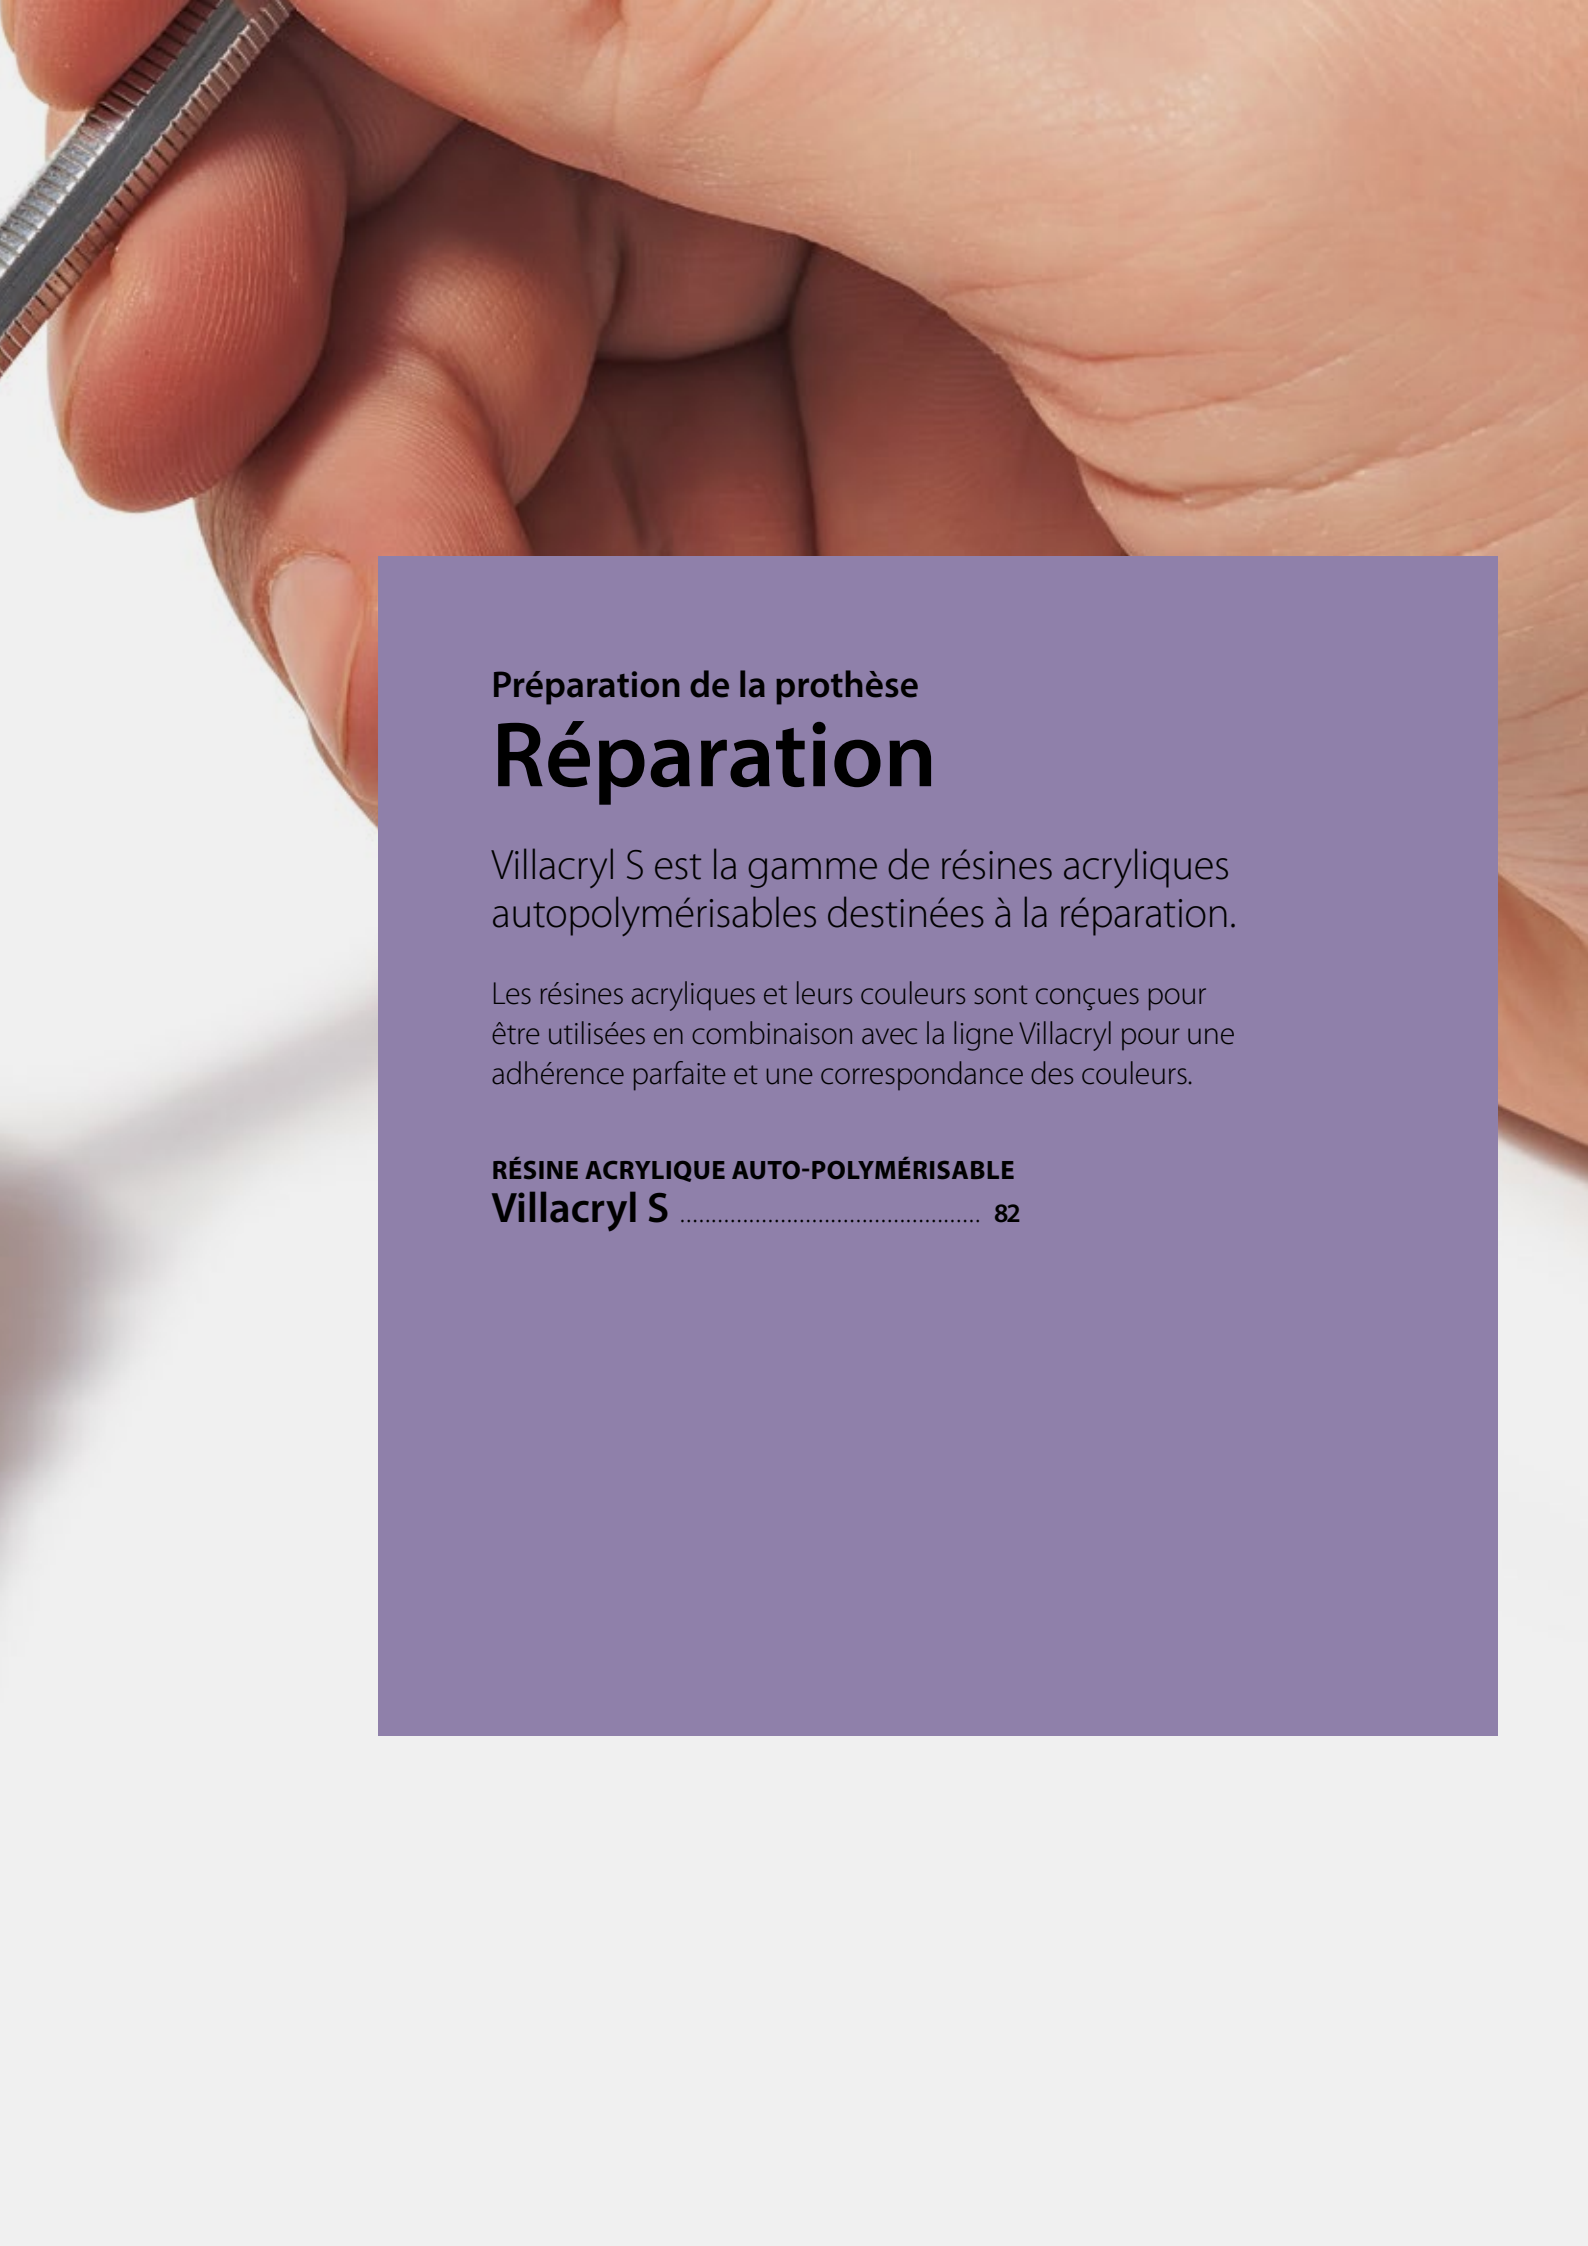 Préparation de la prothèse
Réparation
Villacryl S est la gamme de résines acryliques
autopolymérisables destinées à la réparation.
Les résines acryliques et leurs couleurs sont conçues pour
être utilisées en combinaison avec la ligne Villacryl pour une
adhérence parfaite et une correspondance des couleurs.
RÉSINE ACRYLIQUE AUTO-POLYMÉRISABLE
Villacryl S ................................................ 82